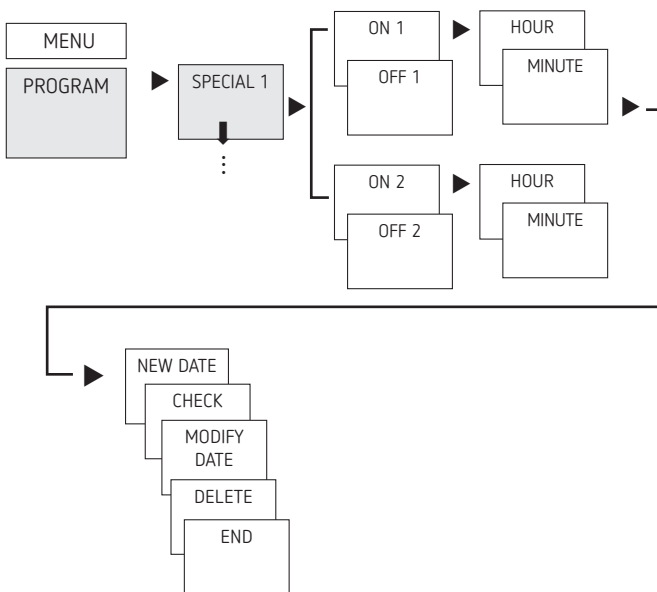 MENU
PROGRAM
SPECIAL 1
ON 1
OFF 1
HOUR
MINUTE
ON 2
OFF 2
HOUR
MINUTE
NEW DATE
CHECK
MODIFY
DATE
DELETE
END